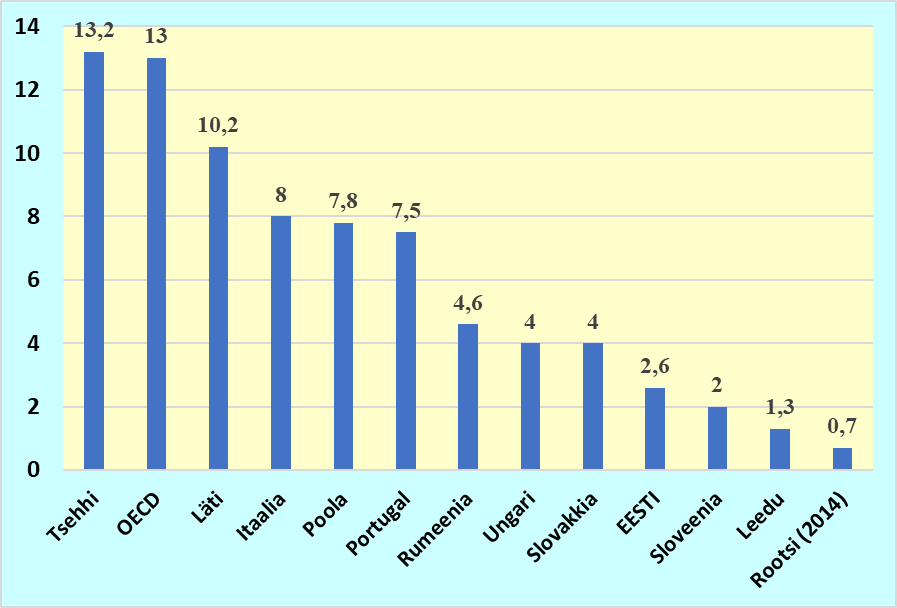 14
12
10
8
6
4
2
0
13,2
13
10,2
8
7,8
7,5
4,6
4
4
2,6
2
1,3
0,7
Tsehhi
OECD
Läti
Itaalia
Poola
Portugal
Rumeenia
Ungari
Slovakkia
EESTI
Sloveenia
Leedu
Rootsi (2014)